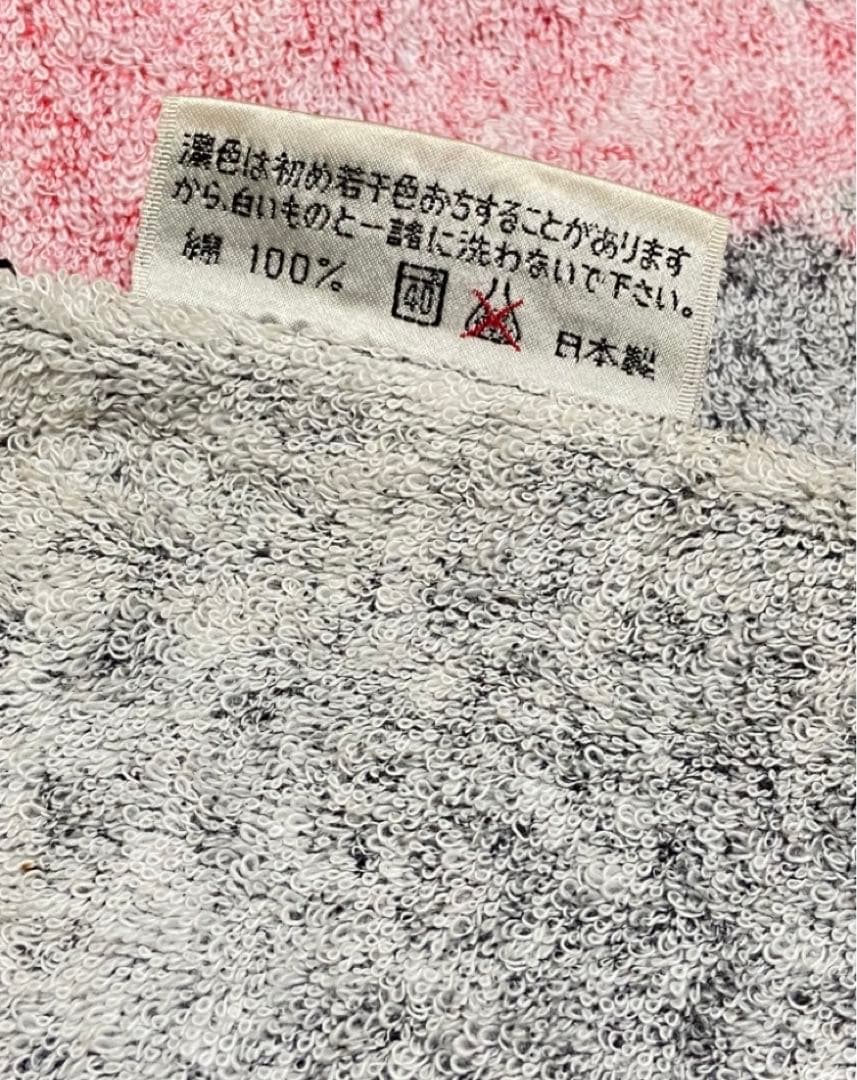 濃色は初め若干色おちすることがあります
から、白いものと一諸に洗わないで下さい。
綿 100% 40 日本製